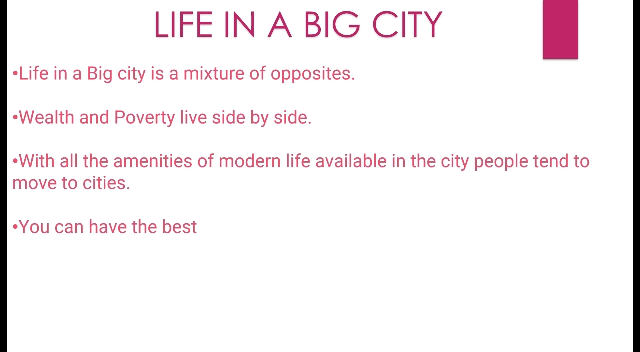 LIFE IN A BIG CITY
•Life in a Big city is a mixture of opposites.
•Wealth and Poverty live side by side.
•With all the amenities of modern life available in the city people tend to
move to cities.
•You can have the best